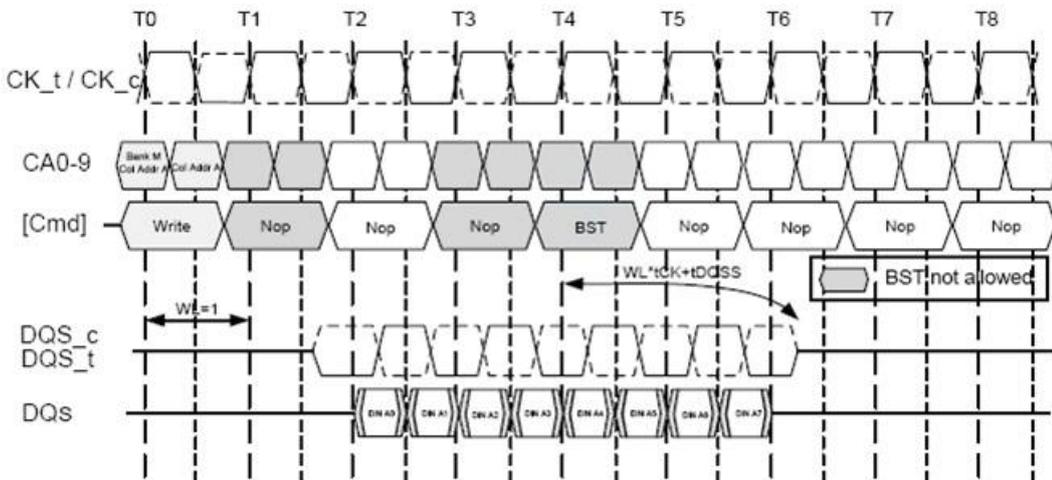 T0 T1 T2 T3 T4 T5 T6 T7 T8
CK_t / CK_c
CA0-9
Bank M
Col Addr A
Col Addr A
[Cmd]
Write Nop Nop Nop BST Nop Nop Nop Nop
WL*tCK+tDQSS
BST not allowed
WL=1
DQS_c
DQS_t
DQs
DIN A0 DIN A1 DIN A2 DIN A3 DIN A4 DIN A5 DIN A6 DIN A7